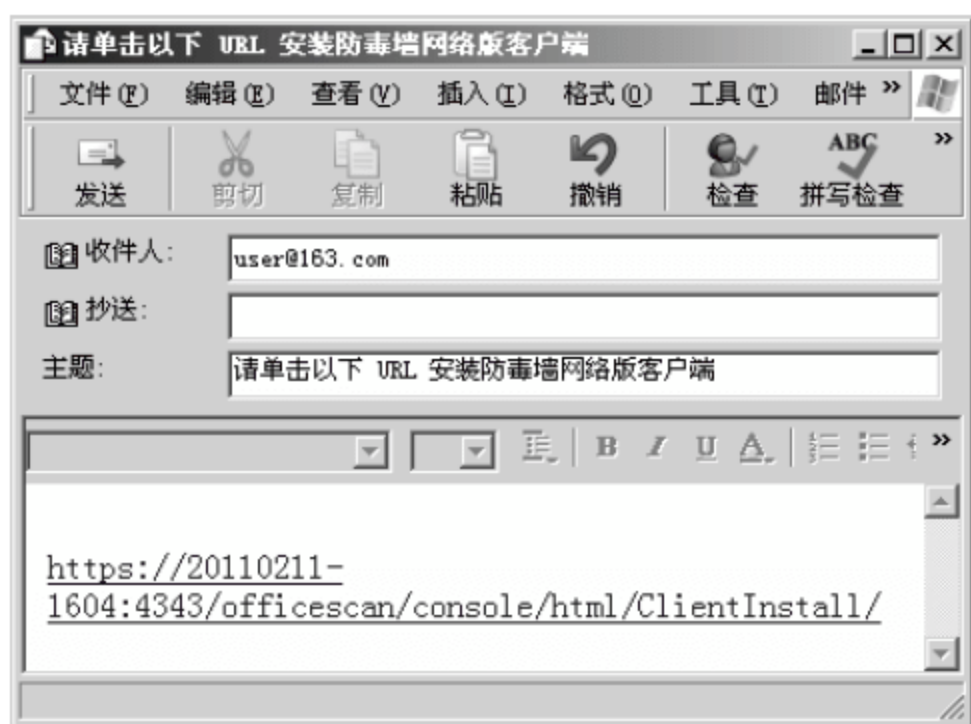 请单击以下 URL 安装防毒墙网络版客户端
文件(F) 编辑(E) 查看(V) 插入(I) 格式(O) 工具(T) 邮件 »
发送 剪切 复制 粘贴 撤销 检查 ABC 拼写检查 »
收件人: user@163.com
抄送:
主题: 请单击以下 URL 安装防毒墙网络版客户端
B I U A »
https://20110211-
1604:4343/officescan/console/html/ClientInstall/